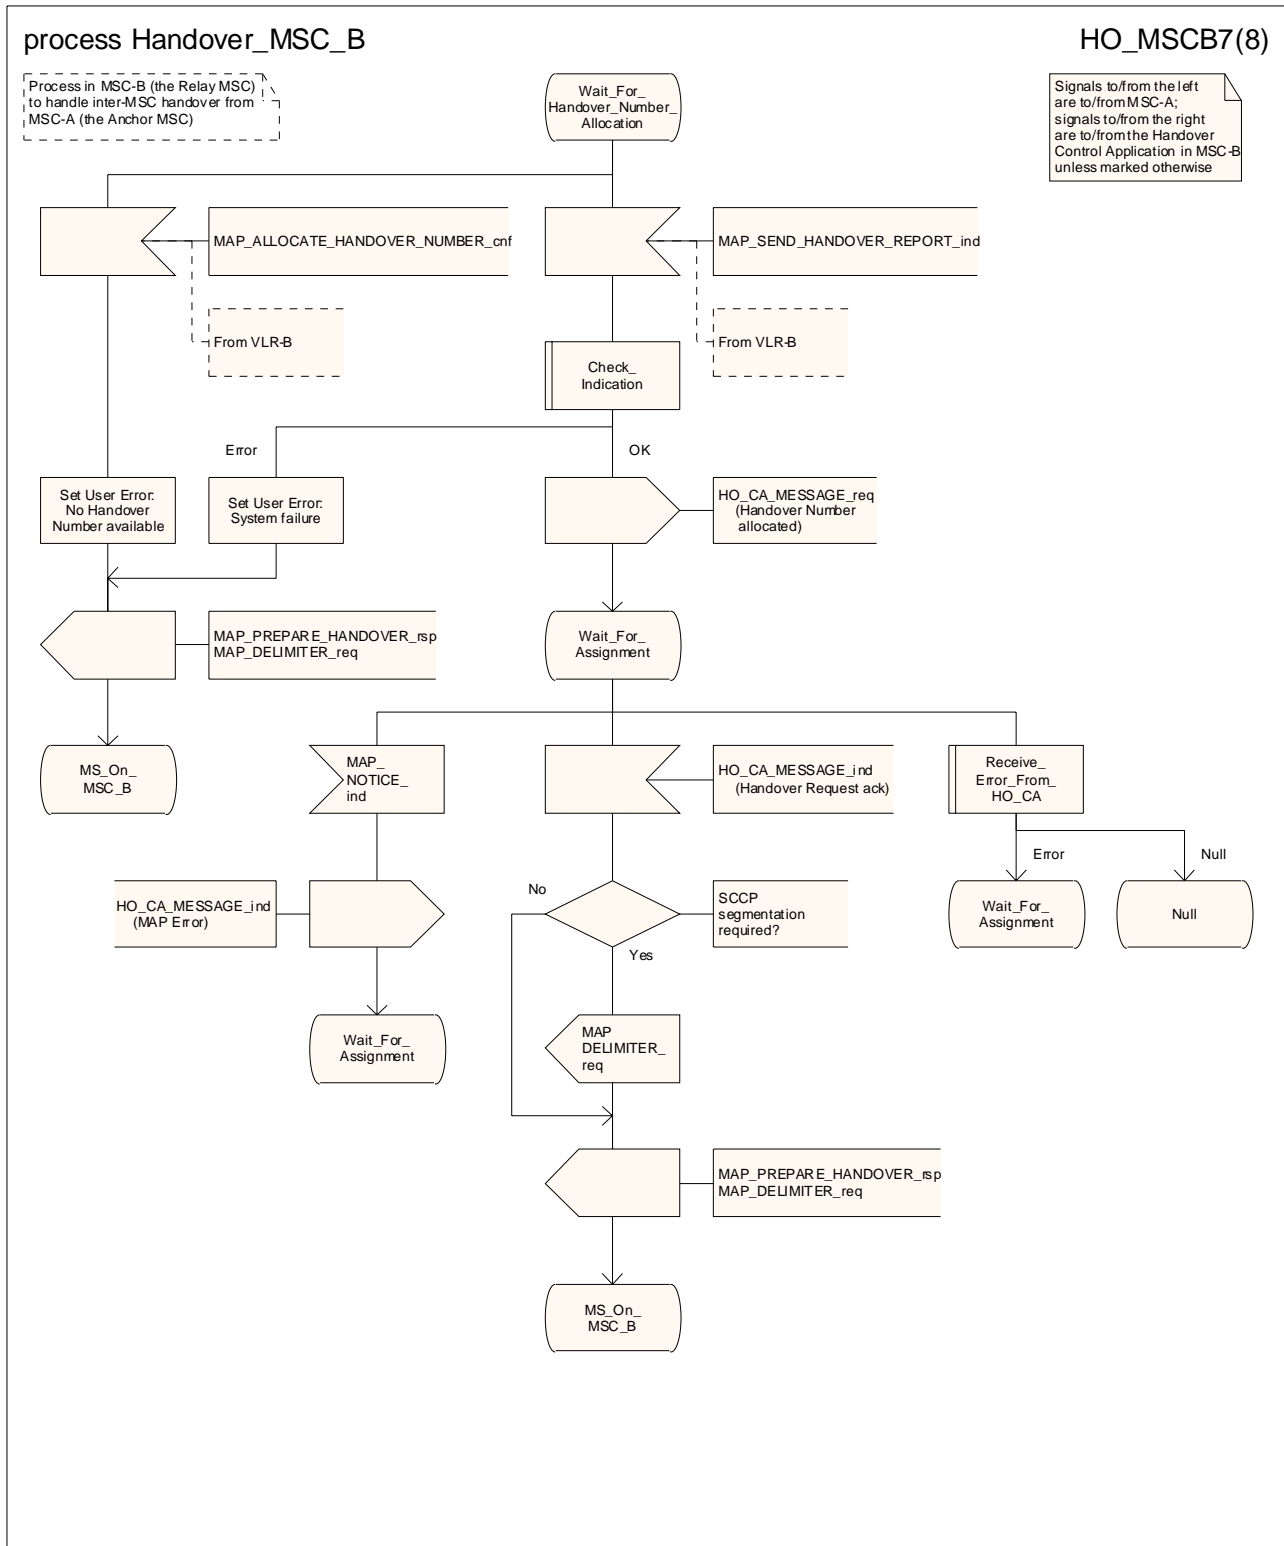 process Handover_MSC_B
HO_MSCB7(8)
Process in MSC-B (the Relay MSC)
to handle inter-MSC handover from
MSC-A (the Anchor MSC)
Wait_For_
Handover_Number_
Allocation
Signals to/from the left
are to/from MSC-A;
signals to/from the right
are to/from the Handover
Control Application in MSC-B
unless marked otherwise
MAP_ALLOCATE_HANDOVER_NUMBER_cnf
MAP_SEND_HANDOVER_REPORT_ind
From VLR-B
From VLR-B
Check_
Indication
Error
OK
Set User Error:
No Handover
Number available
Set User Error:
System failure
HO_CA_MESSAGE_req
(Handover Number
allocated)
MAP_PREPARE_HANDOVER_rsp
MAP_DELIMITER_req
Wait_For_
Assignment
MS_On_
MSC_B
MAP_
NOTICE_
ind
HO_CA_MESSAGE_ind
(Handover Request ack)
Receive_
Error_From_
HO_CA
Error
Null
HO_CA_MESSAGE_ind
(MAP Error)
No
SCCP
segmentation
required?
Yes
Wait_For_
Assignment
Null
Wait_For_
Assignment
MAP
DELIMITER_
req
MAP_PREPARE_HANDOVER_rsp
MAP_DELIMITER_req
MS_On_
MSC_B